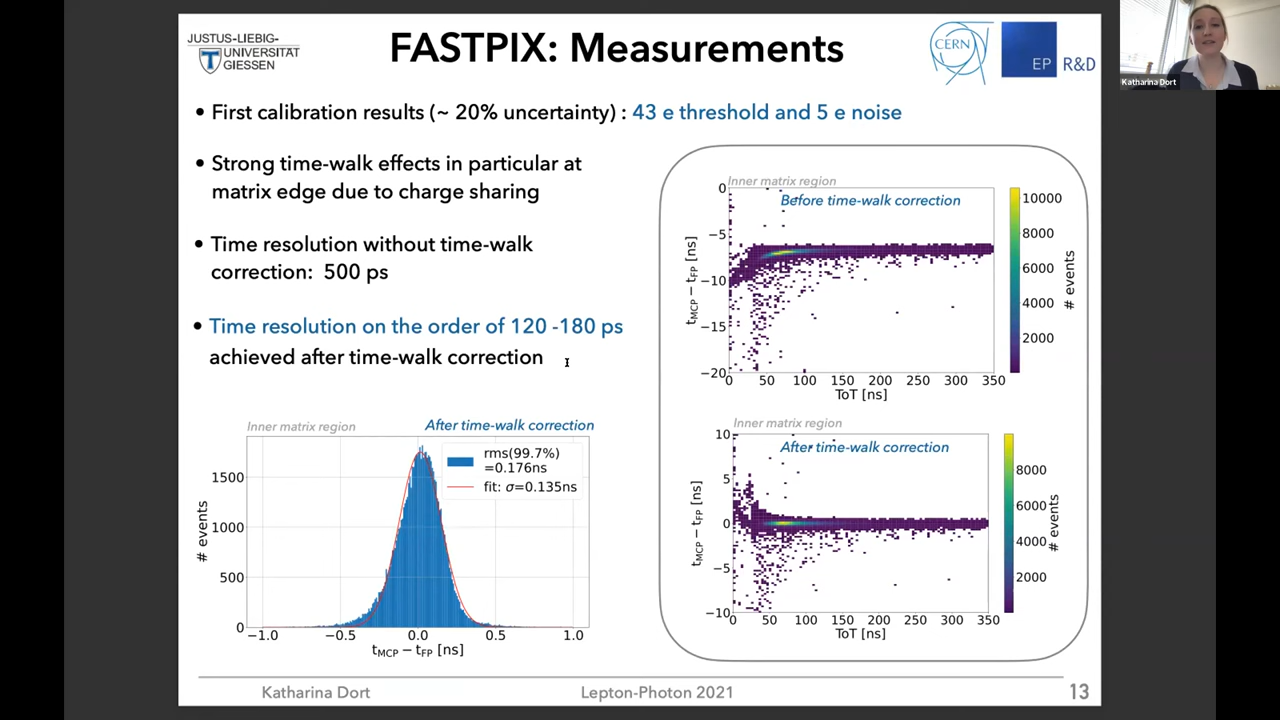 JUSTUS-LIEBIG-
UNIVERSITÄT
GIESSEN
FASTPIX: Measurements
CERN
EP R&D
Katharina Dort
• First calibration results (~ 20% uncertainty) : 43 e threshold and 5 e noise
• Strong time-walk effects in particular at
matrix edge due to charge sharing
• Time resolution without time-walk
correction: 500 ps
• Time resolution on the order of 120 -180 ps
achieved after time-walk correction
Inner matrix region
After time-walk correction
rms(99.7%)
=0.176ns
fit: σ=0.135ns
# events
1500
1000
500
0
−1.0 −0.5 0.0 0.5 1.0
tMCP − tFP [ns]
Inner matrix region
Before time-walk correction
tMCP − tFP [ns]
0
−5
−10
−15
−20
0 50 100 150 200 250 300 350
ToT [ns]
10000
8000
6000
4000
2000
# events
Inner matrix region
After time-walk correction
tMCP − tFP [ns]
10
5
0
−5
−10
0 50 100 150 200 250 300 350
ToT [ns]
8000
6000
4000
2000
# events
Katharina Dort
Lepton-Photon 2021
13